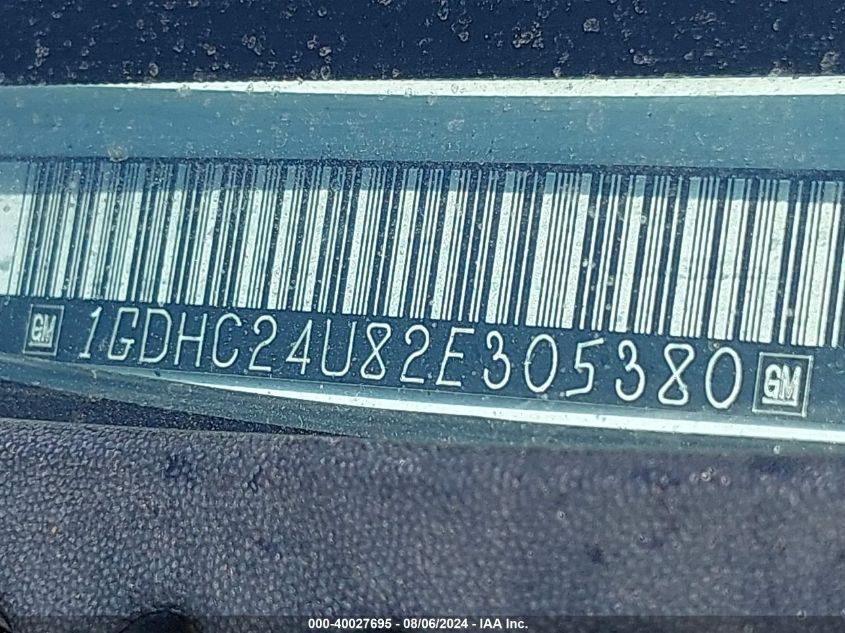 GM 1GDHC24U82E305380 GM
000-40027695 - 08/06/2024 - IAA Inc.